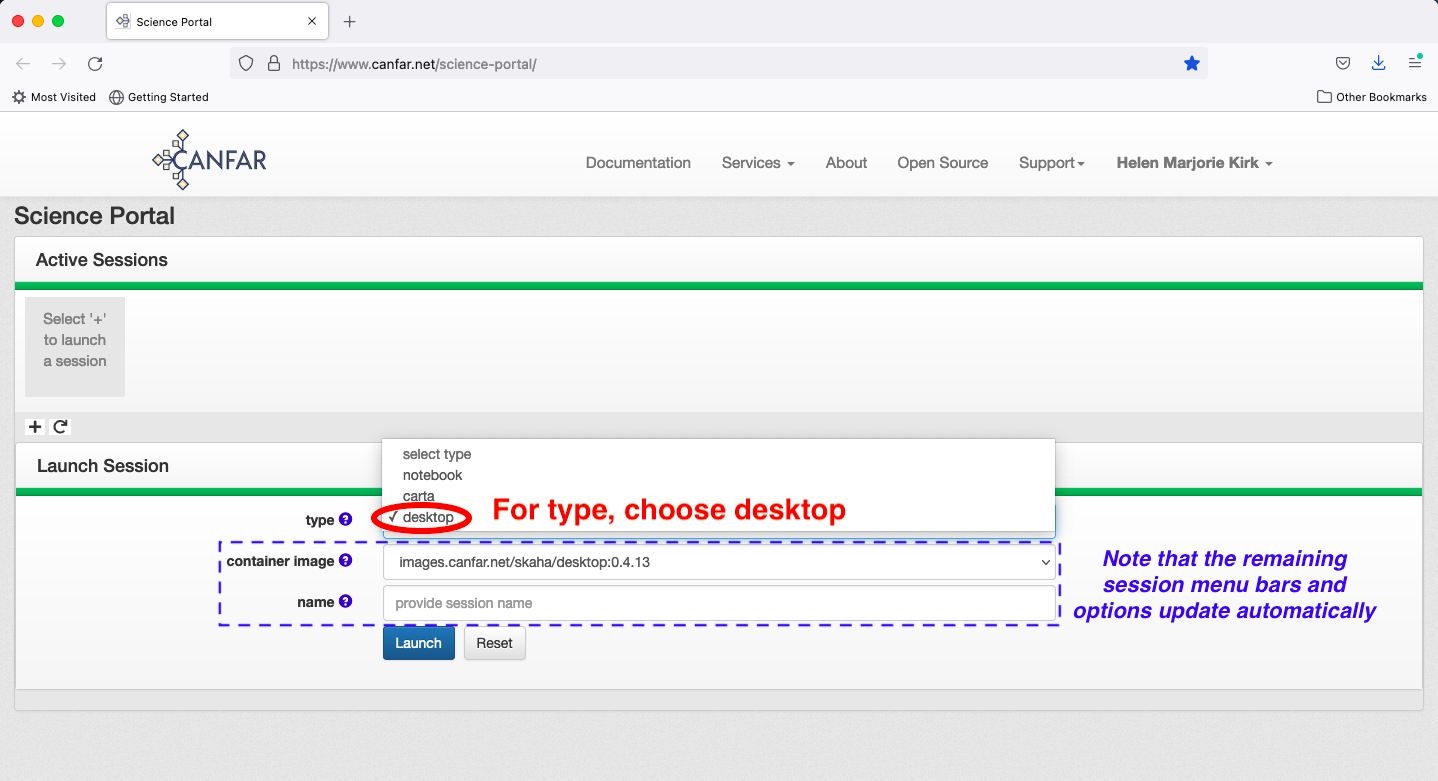 Science Portal
https://www.canfar.net/science-portal/
Most Visited
Getting Started
Other Bookmarks
CANFAR
Documentation
Services
About
Open Source
Support
Helen Marjorie Kirk
Science Portal
Active Sessions
Select '+'
to launch
a session
Launch Session
select type
notebook
carta
type
✓ desktop
For type, choose desktop
container image
images.canfar.net/skaha/desktop:0.4.13
name
provide session name
Note that the remaining
session menu bars and
options update automatically
Launch
Reset